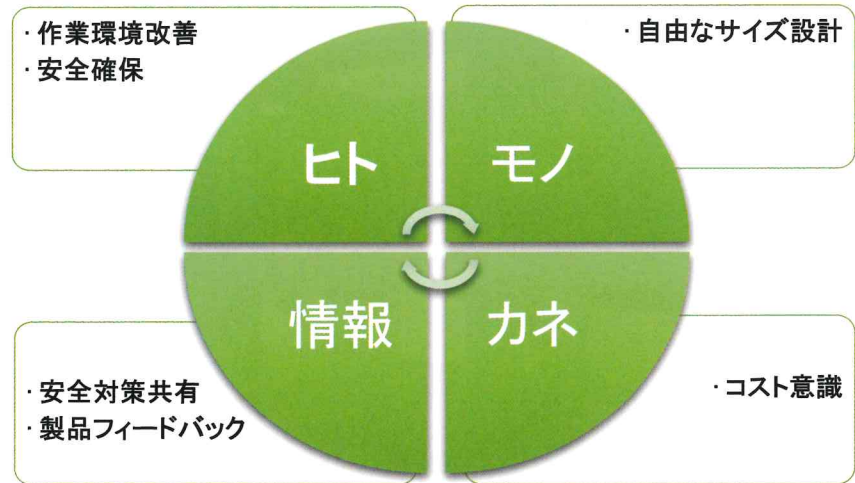 ・作業環境改善
・安全確保
・自由なサイズ設計
ヒト
モノ
情報
カネ
・安全対策共有
・製品フィードバック
・コスト意識